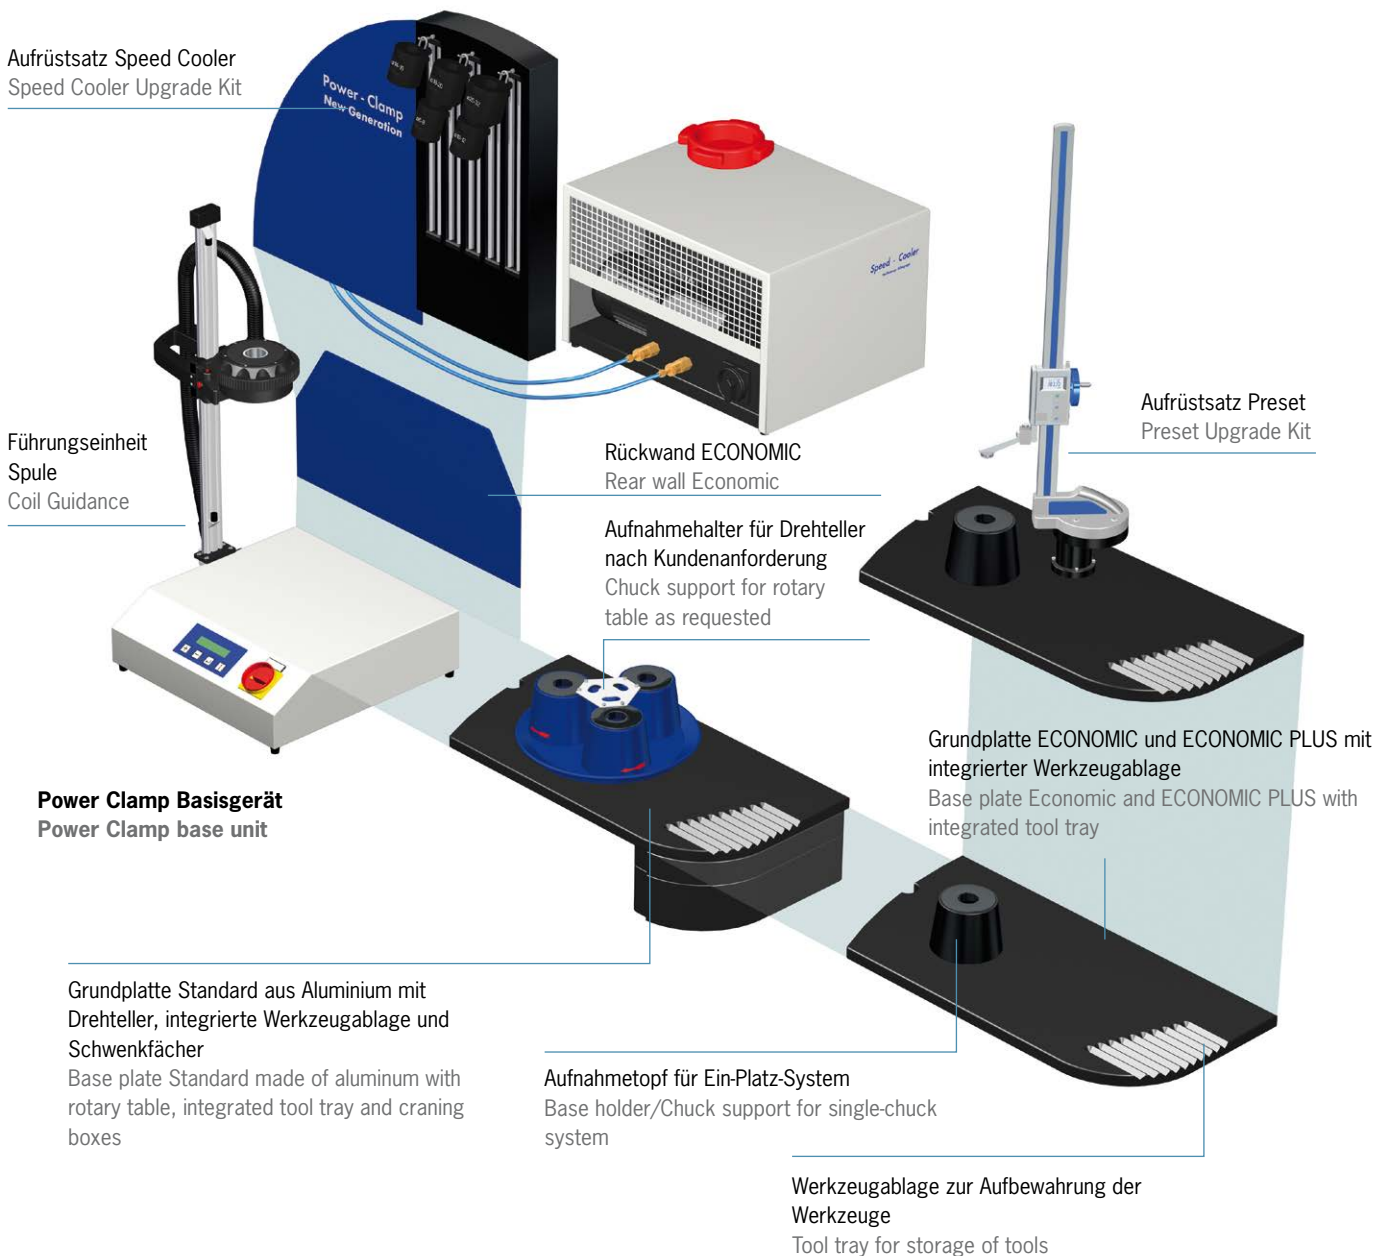 Aufrüstsatz Speed Cooler
Speed Cooler Upgrade Kit
Power - Clamp
New Generation
Speed - Cooler
Führungseinheit
Spule
Coil Guidance
Rückwand ECONOMIC
Rear wall Economic
Aufrüstsatz Preset
Preset Upgrade Kit
Aufnahmehalter für Drehteller
nach Kundenanforderung
Chuck support for rotary
table as requested
Grundplatte ECONOMIC und ECONOMIC PLUS mit
integrierter Werkzeugablage
Base plate Economic and ECONOMIC PLUS with
integrated tool tray
Power Clamp Basisgerät
Power Clamp base unit
Grundplatte Standard aus Aluminium mit
Drehteller, integrierte Werkzeugablage und
Schwenkfächer
Base plate Standard made of aluminum with
rotary table, integrated tool tray and craning
boxes
Aufnahmetopf für Ein-Platz-System
Base holder/Chuck support for single-chuck
system
Werkzeugablage zur Aufbewahrung der
Werkzeuge
Tool tray for storage of tools